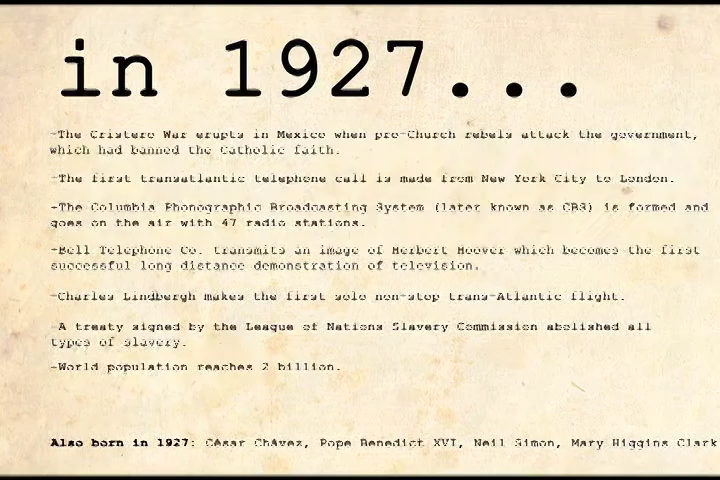 in 1927...
-The Cristero War erupts in Mexico when pro-Church rebels attack the government,
which had banned the Catholic faith.
-The first transatlantic telephone call is made from New York City to London.
-The Columbia Phonographic Broadcasting System (later known as CBS) is formed and
goes on the air with 47 radio stations.
-Bell Telephone Co. transmits an image of Herbert Hoover which becomes the first
successful long distance demonstration of television.
-Charles Lindbergh makes the first solo non-stop trans-Atlantic flight.
-A treaty signed by the League of Nations Slavery Commission abolished all
types of slavery.
-World population reaches 2 billion.
Also born in 1927: César Chávez, Pope Benedict XVI, Neil Simon, Mary Higgins Clark